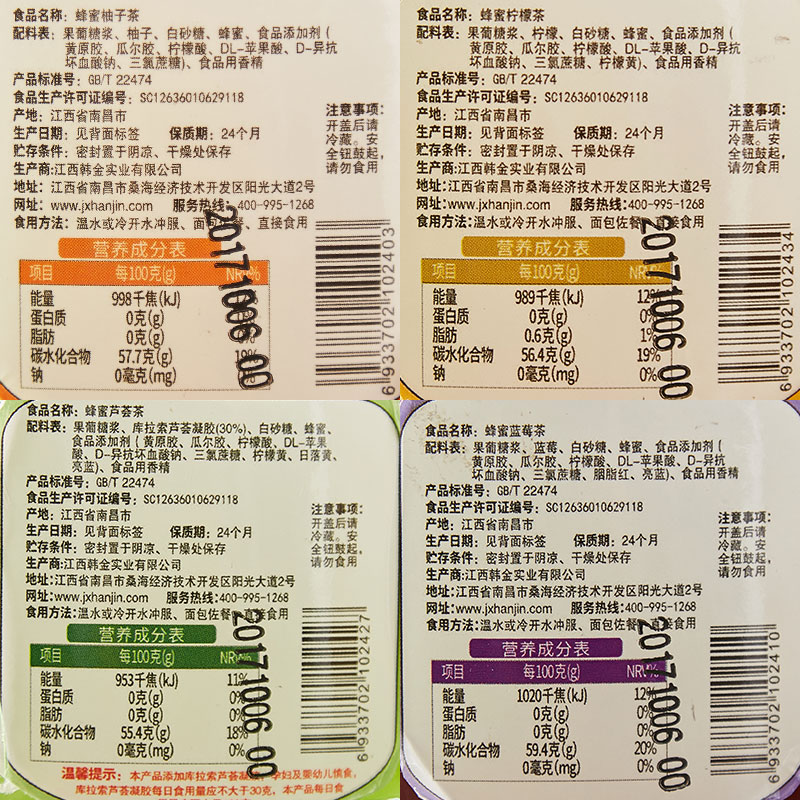 食品名称：蜂蜜柚子茶
配料表：果葡糖浆、柚子、白砂糖、蜂蜜、食品添加剂（
黄原胶、瓜尔胶、柠檬酸、DL-苹果酸、D-异抗
坏血酸钠、三氯蔗糖）、食品用香精
产品标准号：GB/T 22474
食品生产许可证编号：SC12636010629118
产地：江西省南昌市
生产日期：见背面标签 保质期：24个月
贮存条件：密封置于阴凉、干燥处保存
生产商:江西韩金实业有限公司
地址:江西省南昌市桑海经济技术开发区阳光大道2号
网址：www.jxhanjin.com 服务热线:400-995-1268
食用方法：温水或冷开水冲服、面包佐餐、直接食用
注意事项：
开盖后请
冷藏。安
全钮鼓起，
请勿食用
营养成分表
项目 每100克(g) NRV%
能量 998千焦(kJ)
蛋白质 0克(g)
脂肪 0克(g)
碳水化合物 57.7克(g) 19%
钠 0毫克(mg)
20171006 00
6 933702 102403
食品名称：蜂蜜柠檬茶
配料表：果葡糖浆、柠檬、白砂糖、蜂蜜、食品添加剂（
黄原胶、瓜尔胶、柠檬酸、DL-苹果酸、D-异抗
坏血酸钠、三氯蔗糖、柠檬黄）、食品用香精
产品标准号：GB/T 22474
食品生产许可证编号：SC12636010629118
产地：江西省南昌市
生产日期：见背面标签 保质期：24个月
贮存条件：密封置于阴凉、干燥处保存
生产商:江西韩金实业有限公司
地址:江西省南昌市桑海经济技术开发区阳光大道2号
网址：www.jxhanjin.com 服务热线:400-995-1268
食用方法：温水或冷开水冲服、面包佐餐、直接食用
注意事项：
开盖后请
冷藏。安
全钮鼓起，
请勿食用
营养成分表
项目 每100克(g) NRV%
能量 989千焦(kJ) 12%
蛋白质 0克(g) 0%
脂肪 0.6克(g) 1%
碳水化合物 56.4克(g) 19%
钠 0毫克(mg) 0%
20171006 00
6 933702 102434
食品名称：蜂蜜芦荟茶
配料表：果葡糖浆、库拉索芦荟凝胶(30%)、白砂糖、蜂蜜、
食品添加剂（黄原胶、瓜尔胶、柠檬酸、DL-苹果
酸、D-异抗坏血酸钠、三氯蔗糖、柠檬黄、日落黄、
亮蓝）、食品用香精
产品标准号：GB/T 22474
食品生产许可证编号：SC12636010629118
产地：江西省南昌市
生产日期：见背面标签 保质期：24个月
贮存条件：密封置于阴凉、干燥处保存
生产商:江西韩金实业有限公司
地址:江西省南昌市桑海经济技术开发区阳光大道2号
网址:www.jxhanjin.com 服务热线:400-995-1268
食用方法:温水或冷开水冲服、面包佐餐、直接食用
注意事项：
开盖后请
冷藏。安
全钮鼓起，
请勿食用
营养成分表
项目 每100克(g) NRV%
能量 953千焦(kJ) 11%
蛋白质 0克(g) 0%
脂肪 0克(g) 0%
碳水化合物 55.4克(g) 18%
钠 0毫克(mg) 0%
20171006 00
6 933702 102427
温馨提示：本产品添加库拉索芦荟凝胶，孕妇及婴幼儿慎食，
库拉索芦荟凝胶每日食用量应不大于30克，本产品每日食
食品名称：蜂蜜蓝莓茶
配料表：果葡糖浆、蓝莓、白砂糖、蜂蜜、食品添加剂（
黄原胶、瓜尔胶、柠檬酸、DL-苹果酸、D-异抗
坏血酸钠、三氯蔗糖、胭脂红、亮蓝）、食品用香精
产品标准号：GB/T 22474
食品生产许可证编号：SC12636010629118
产地：江西省南昌市
生产日期：见背面标签 保质期：24个月
贮存条件：密封置于阴凉、干燥处保存
生产商:江西韩金实业有限公司
地址:江西省南昌市桑海经济技术开发区阳光大道2号
网址:www.jxhanjin.com 服务热线:400-995-1268
食用方法:温水或冷开水冲服、面包佐餐、直接食用
注意事项：
开盖后请
冷藏。安
全钮鼓起，
请勿食用
营养成分表
项目 每100克(g) NRV%
能量 1020千焦(kJ) 12%
蛋白质 0克(g) 0%
脂肪 0克(g) 0%
碳水化合物 59.4克(g) 20%
钠 0毫克(mg) 0%
20171006 00
6 933702 102410